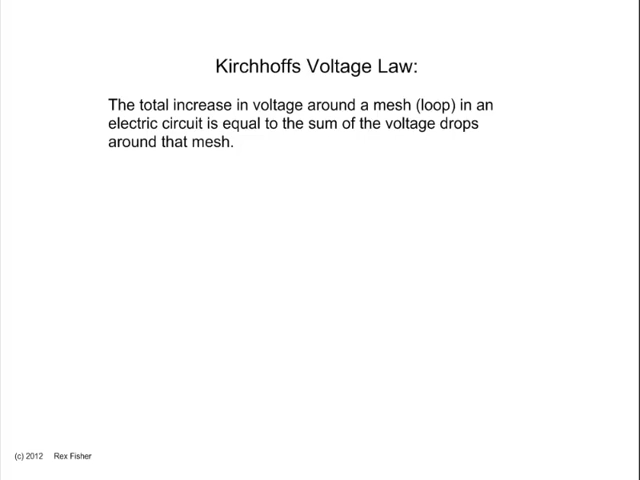 Kirchhoffs Voltage Law:
The total increase in voltage around a mesh (loop) in an
electric circuit is equal to the sum of the voltage drops
around that mesh.
(c) 2012 Rex Fisher